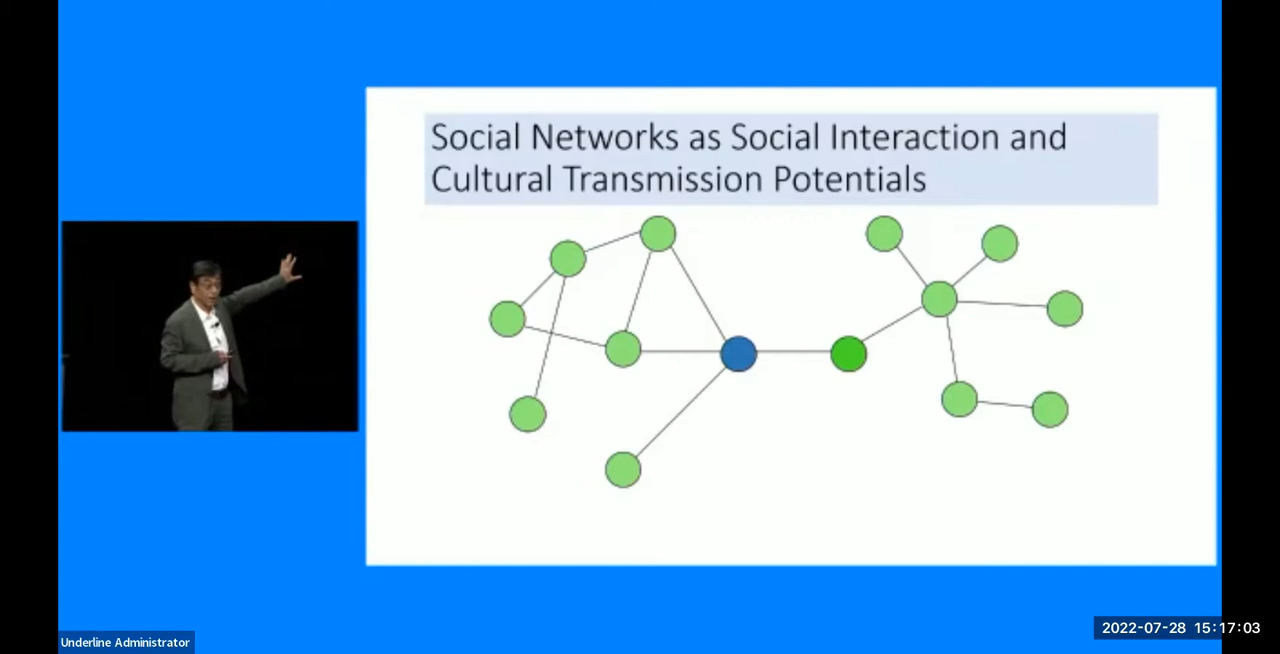 Social Networks as Social Interaction and
Cultural Transmission Potentials
Underline Administrator
2022-07-28 15:17:03